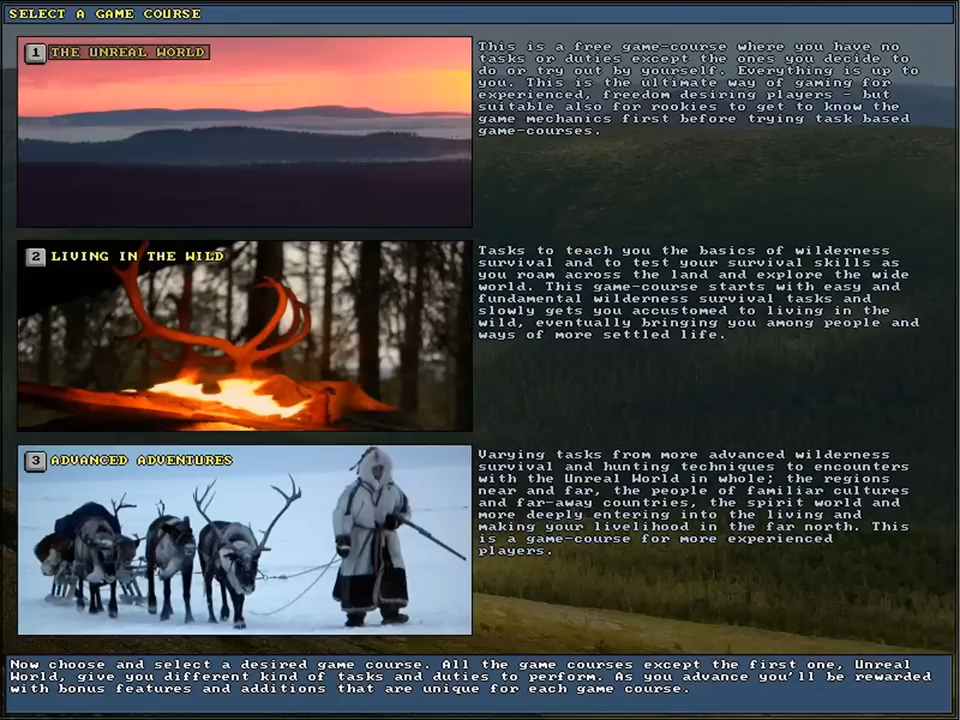 SELECT A GAME COURSE
1 THE UNREAL WORLD
This is a free game-course where you have no
tasks or duties except the ones you decide to
do or try out by yourself. Everything is up to
you. This is the ultimate way of gaming for
experienced, freedom desiring players - but
suitable also for rookies to get to know the
game mechanics first before trying task based
game-courses.
2 LIVING IN THE WILD
Tasks to teach you the basics of wilderness
survival and to test your survival skills as
you roam across the land and explore the wide
world. This game-course starts with easy and
fundamental wilderness survival tasks and
slowly gets you accustomed to living in the
wild, eventually bringing you among people and
ways of more settled life.
3 ADVANCED ADVENTURES
Varying tasks from more advanced wilderness
survival and hunting techniques to encounters
with the Unreal World in whole; the regions
near and far, the people of familiar cultures
and far-away countries, the spirit world and
more deeply entering into the living and
making your livelihood in the far north. This
is a game-course for more experienced
players.
Now choose and select a desired game course. All the game courses except the first one, Unreal
World, give you different kind of tasks and duties to perform. As you advance you'll be rewarded
with bonus features and additions that are unique for each game course.